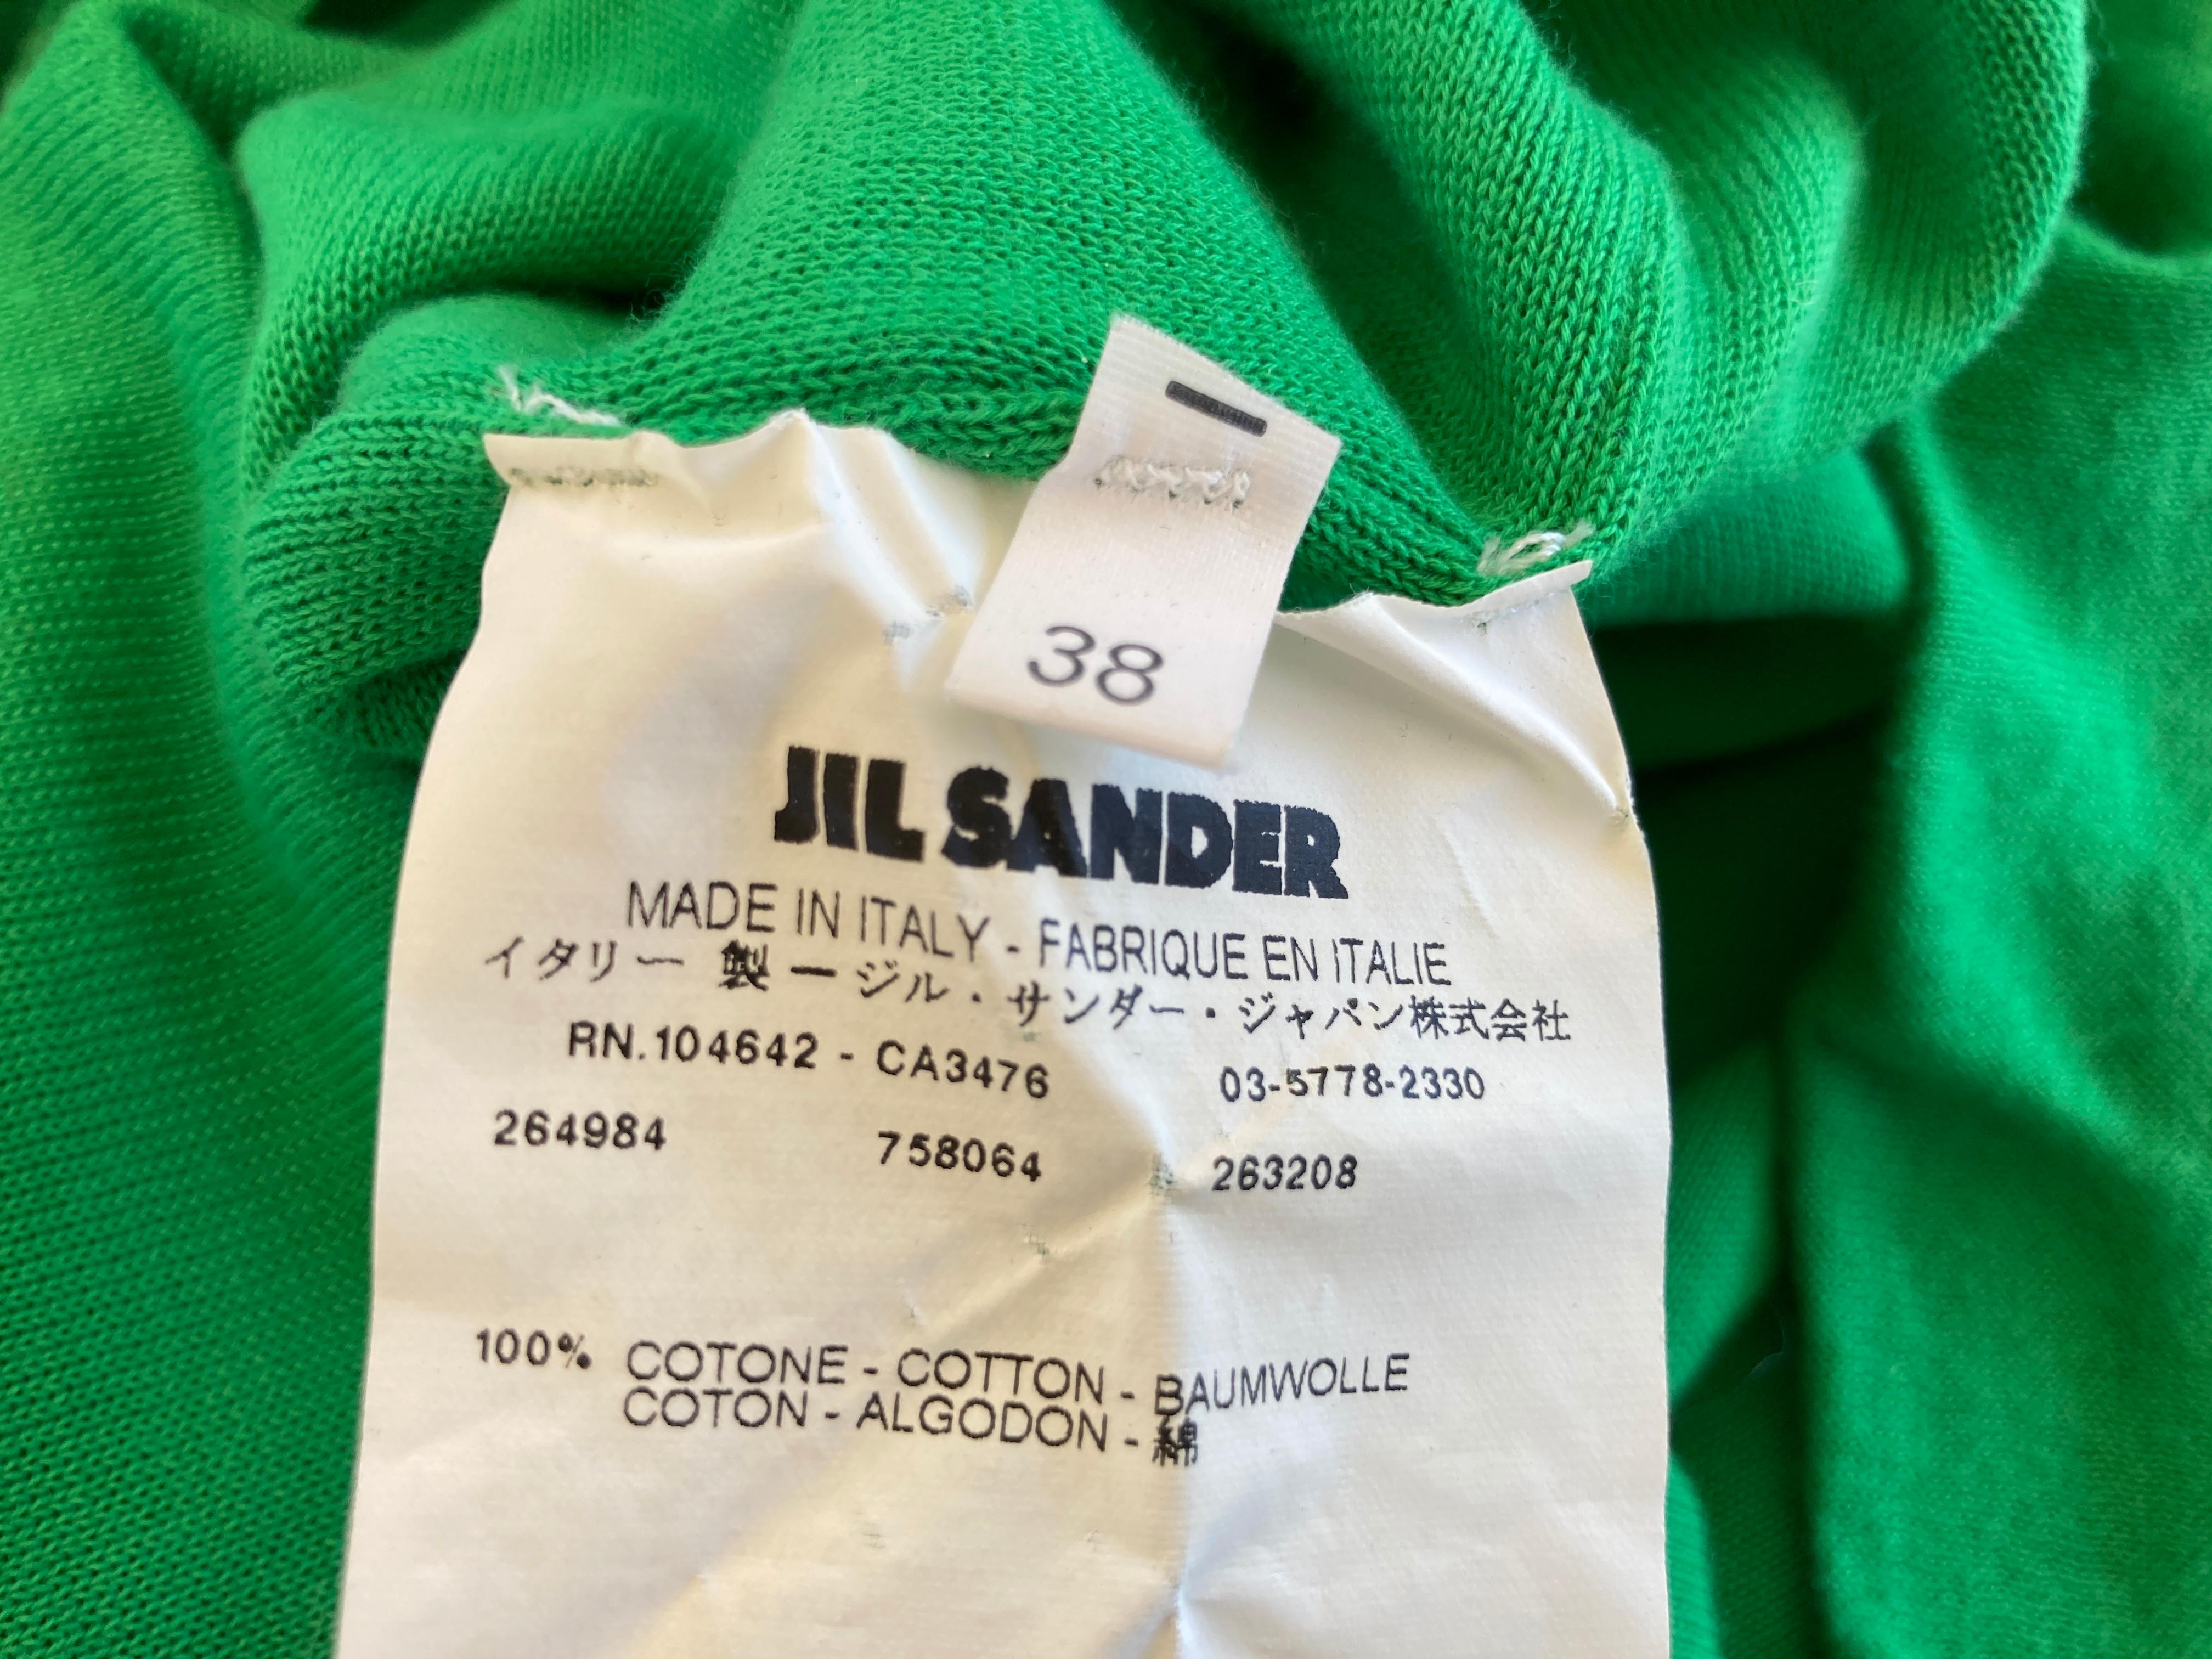 38
JIL SANDER
MADE IN ITALY - FABRIQUE EN ITALIE
イタリー 製 ー ジル・サンダー・ジャパン株式会社
RN.104642 - CA3476 03-5778-2330
264984 758064 263208
100% COTONE - COTTON - BAUMWOLLE
COTON - ALGODON - 綿